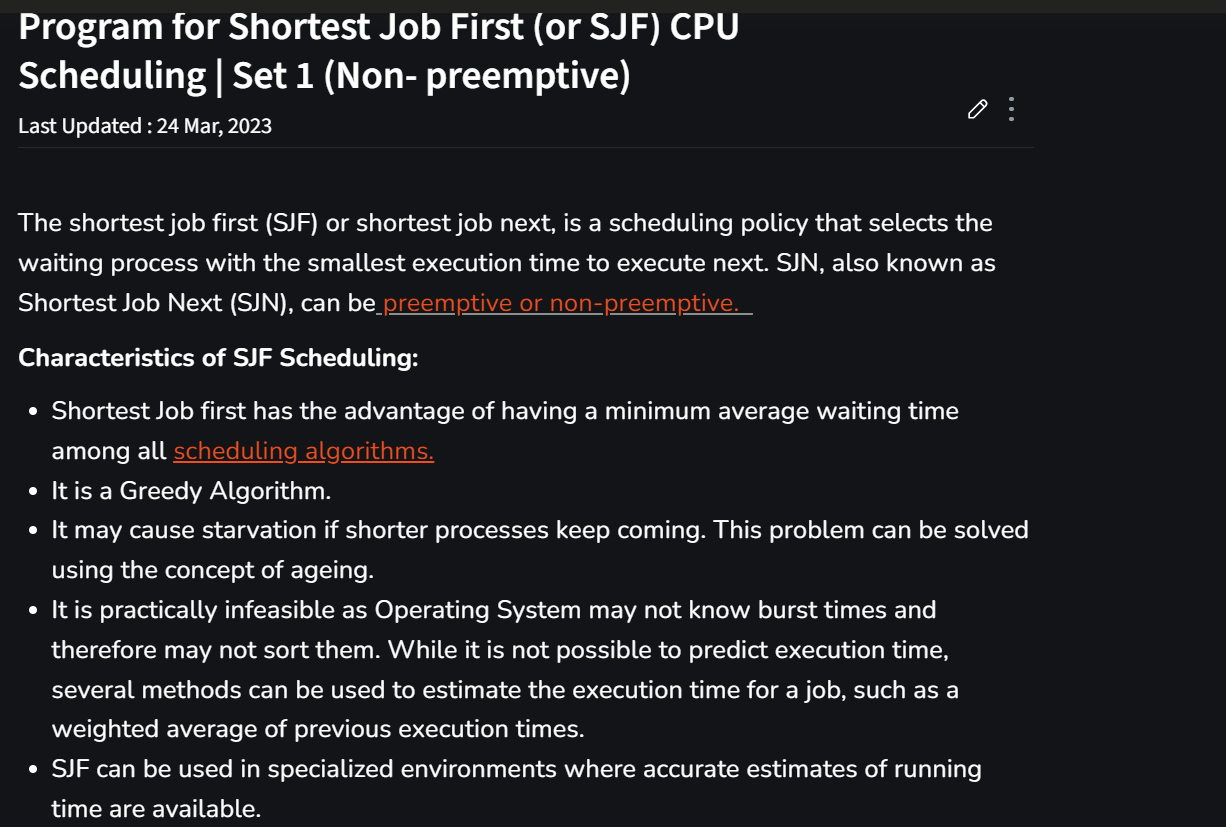 Program for Shortest Job First (or SJF) CPU
Scheduling | Set 1 (Non- preemptive)
Last Updated : 24 Mar, 2023
The shortest job first (SJF) or shortest job next, is a scheduling policy that selects the
waiting process with the smallest execution time to execute next. SJN, also known as
Shortest Job Next (SJN), can be preemptive or non-preemptive.
Characteristics of SJF Scheduling:
• Shortest Job first has the advantage of having a minimum average waiting time
among all scheduling algorithms.
• It is a Greedy Algorithm.
• It may cause starvation if shorter processes keep coming. This problem can be solved
using the concept of ageing.
• It is practically infeasible as Operating System may not know burst times and
therefore may not sort them. While it is not possible to predict execution time,
several methods can be used to estimate the execution time for a job, such as a
weighted average of previous execution times.
• SJF can be used in specialized environments where accurate estimates of running
time are available.